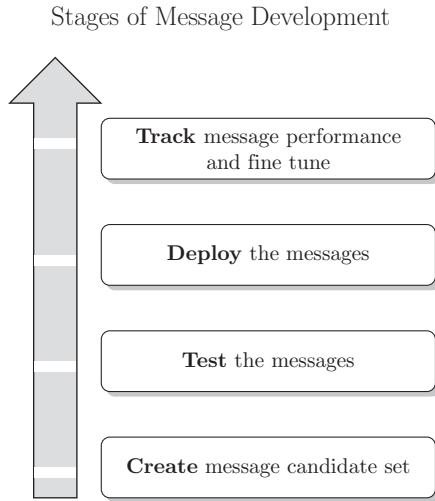 Stages of Message Development
Track message performance
and fine tune
Deploy the messages
Test the messages
Create message candidate set